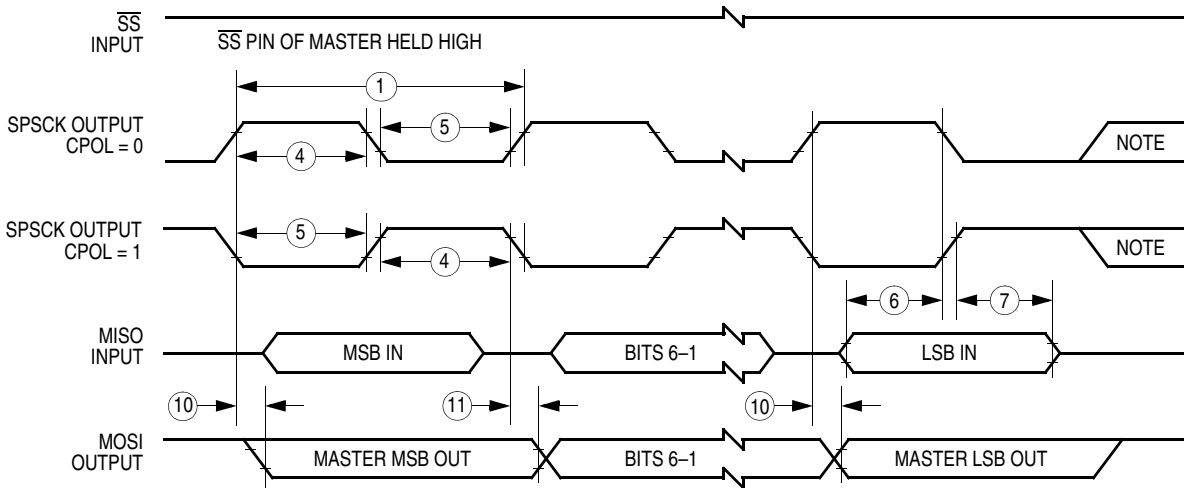 SS
INPUT
SS PIN OF MASTER HELD HIGH
1
SPSCK OUTPUT
CPOL = 0
5
4
NOTE
SPSCK OUTPUT
CPOL = 1
5
4
NOTE
6
7
MISO
INPUT
MSB IN
BITS 6–1
LSB IN
10
11
10
MOSI
OUTPUT
MASTER MSB OUT
BITS 6–1
MASTER LSB OUT